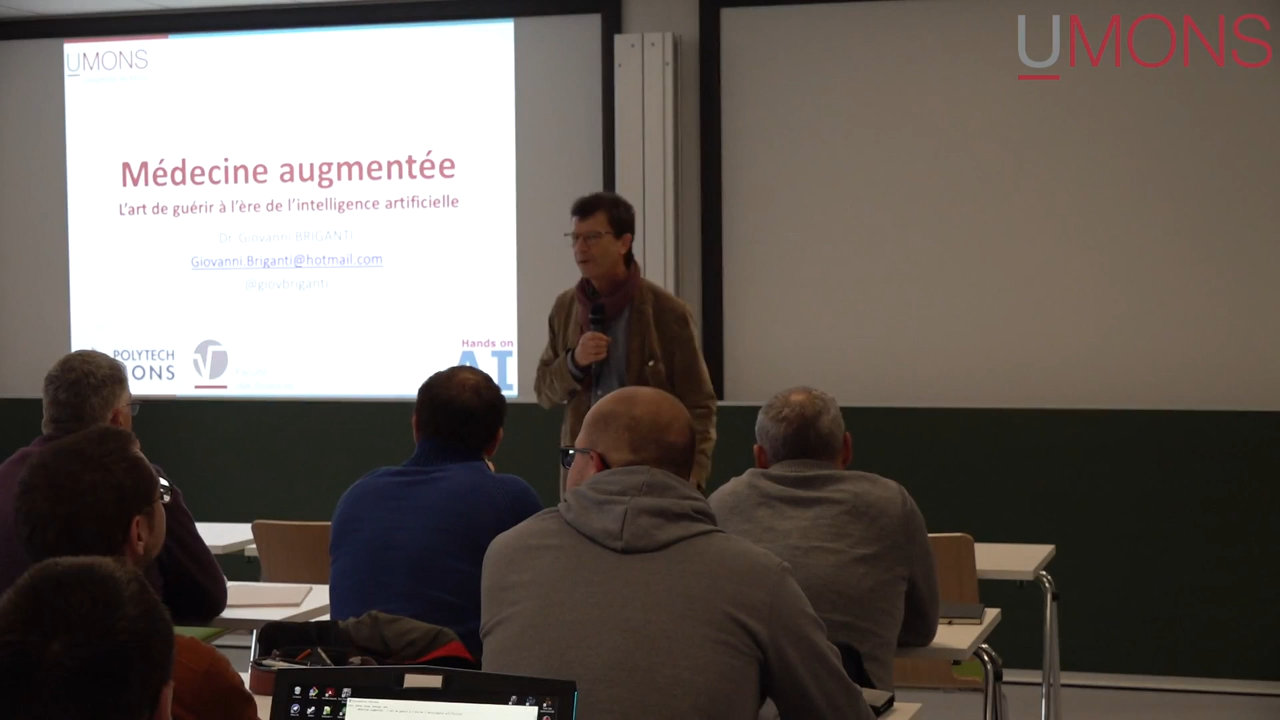 UMONS
UMONS
Médecine augmentée
L'art de guérir à l'ère de l'intelligence artificielle
Dr. Giovanni BRIGANTI
Giovanni.Briganti@hotmail.com
@giovbriganti
POLYTECH
MONS
Hands on
AI